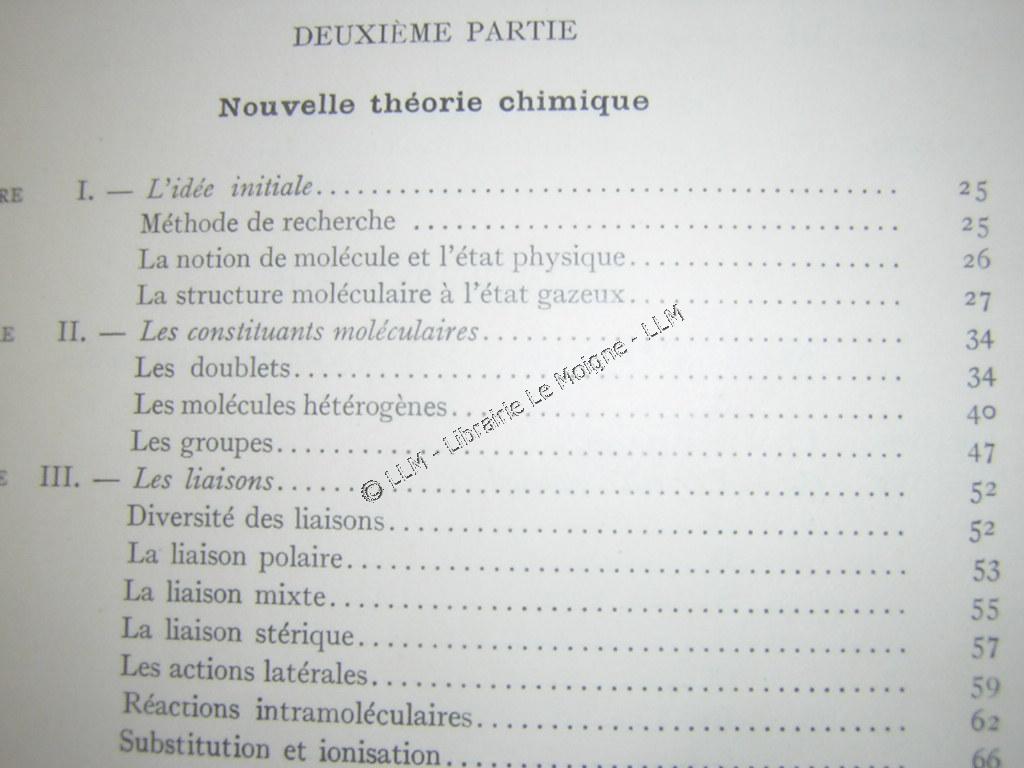 DEUXIÈME PARTIE
Nouvelle théorie chimique
RE I. — L'idée initiale........................................ 25
Méthode de recherche ................................ 25
La notion de molécule et l'état physique.................. 26
La structure moléculaire à l'état gazeux.................. 27
E II. — Les constituants moléculaires............................ 34
Les doublets........................................ 34
Les molécules hétérogènes.............................. 40
Les groupes......................................... 47
E III. — Les liaisons.......................................... 52
Diversité des liaisons.................................. 52
La liaison polaire..................................... 53
La liaison mixte...................................... 55
La liaison stérique.................................... 57
Les actions latérales................................... 59
Réactions intramoléculaires............................. 62
Substitution et ionisation............................... 66
© LLM - Librairie Le Moigne - LLM